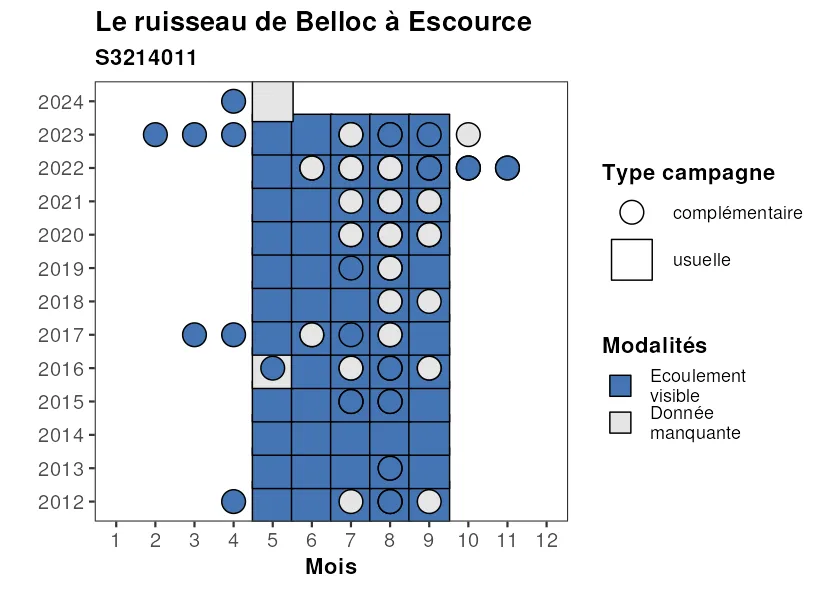 Le ruisseau de Belloc à Escource
S3214011
2024
2023
2022
2021
2020
2019
2018
2017
2016
2015
2014
2013
2012
1 2 3 4 5 6 7 8 9 10 11 12
Mois
Type campagne
complémentaire
usuelle
Modalités
Ecoulement
visible
Donnée
manquante